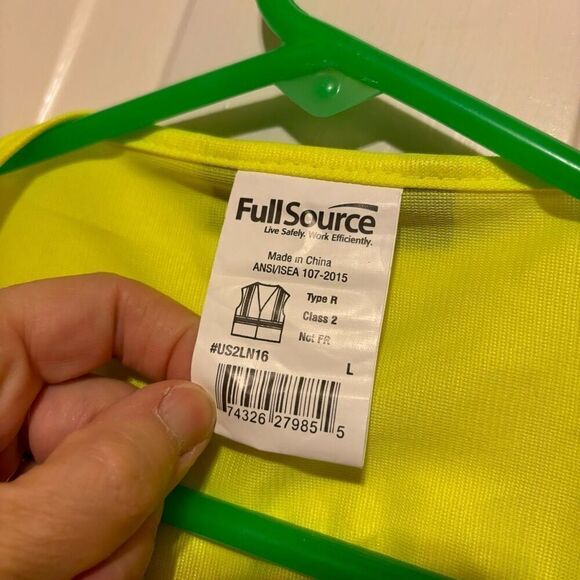 FullSource
Live Safely. Work Efficiently.
Made in China
ANSI/ISEA 107-2015
Type R
Class 2
Not FR
#US2LN16
L
74326 27985 5